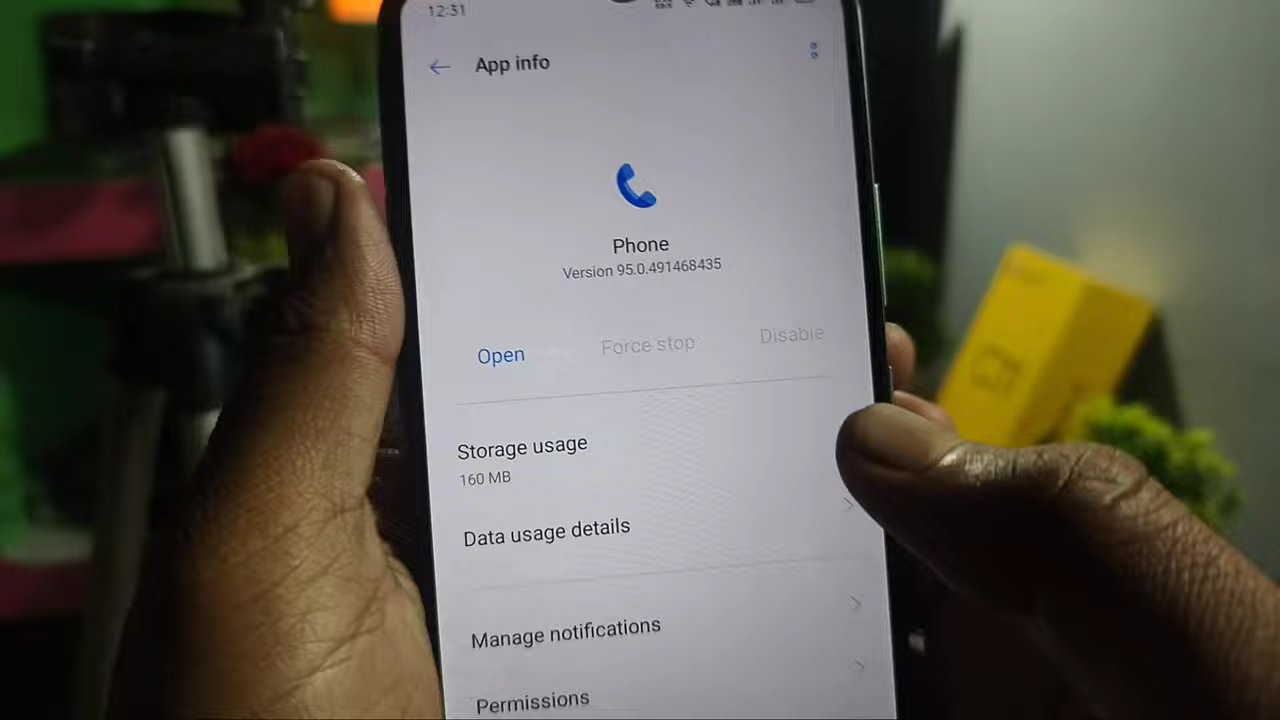 12:31
App info
Phone
Version 95.0.491468435
Open
Force stop
Disable
Storage usage
160 MB
Data usage details
Manage notifications
Permissions